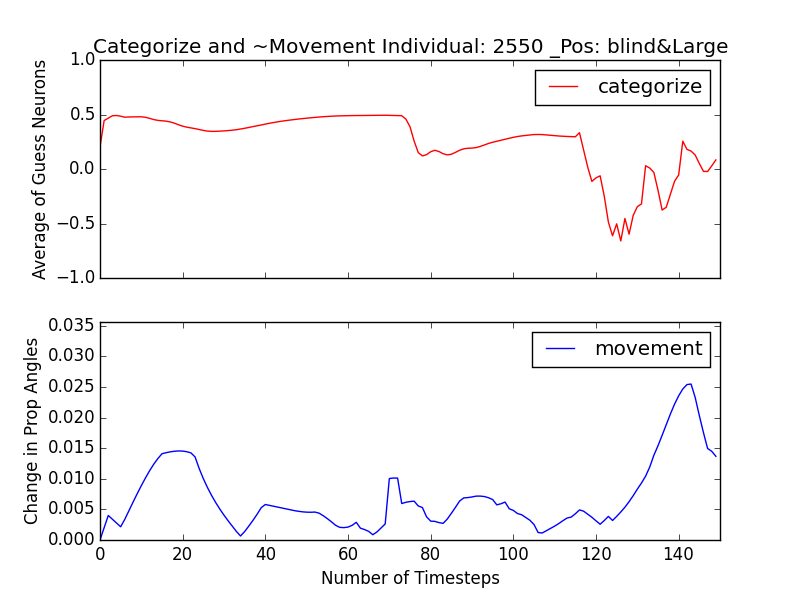 Categorize and ~Movement Individual: 2550 _Pos: blind&Large
1.0
0.5
0.0
−0.5
−1.0
Average of Guess Neurons
categorize
0.035
0.030
0.025
0.020
0.015
0.010
0.005
0.000
Change in Prop Angles
movement
0 20 40 60 80 100 120 140
Number of Timesteps